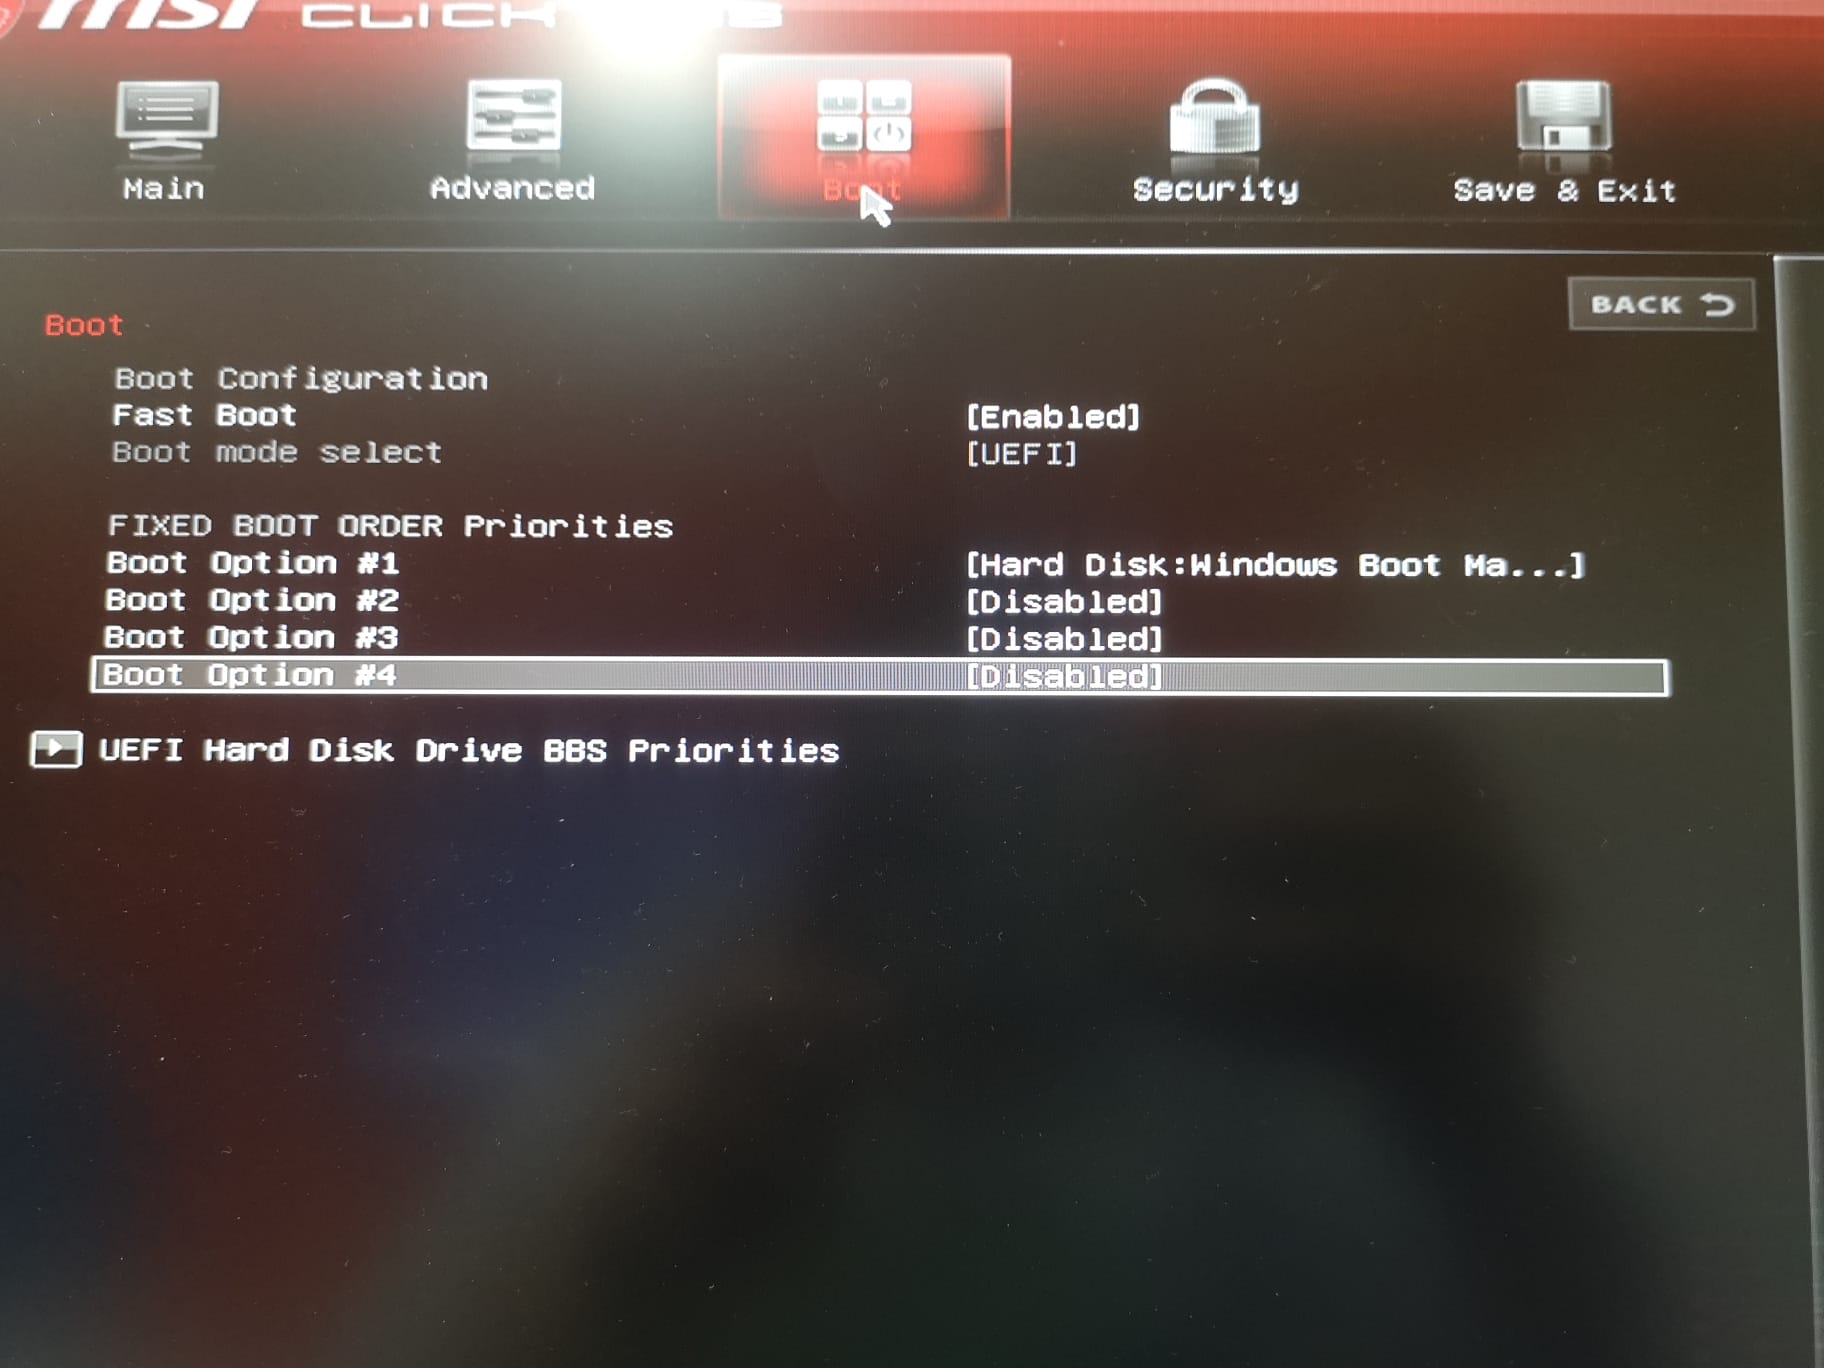 msi CLICK
Main
Advanced
Boot
Security
Save & Exit
BACK
Boot
Boot Configuration
Fast Boot [Enabled]
Boot mode select [UEFI]
FIXED BOOT ORDER Priorities
Boot Option #1 [Hard Disk:Windows Boot Ma...]
Boot Option #2 [Disabled]
Boot Option #3 [Disabled]
Boot Option #4 [Disabled]
UEFI Hard Disk Drive BBS Priorities